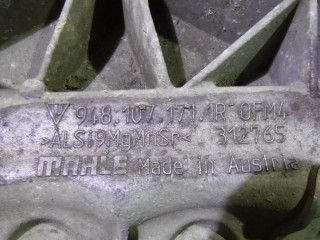 948.107.171.1R OFM4
>ALSi9MgMnSr< 312765
MAHLE Made in Austria